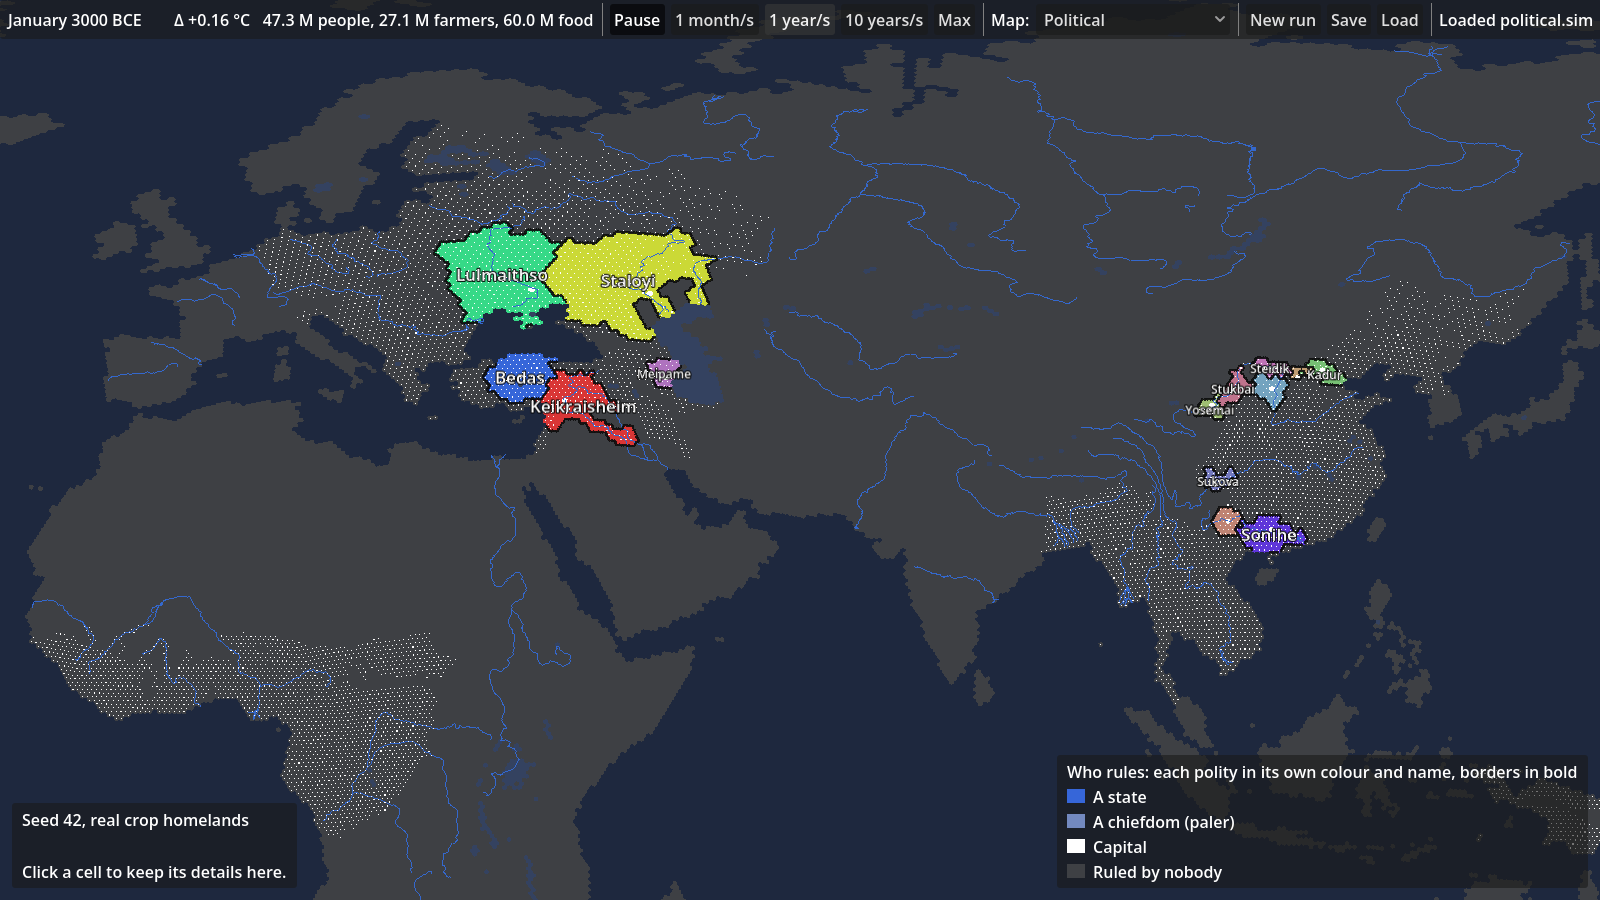 January 3000 BCE Δ +0.16 °C 47.3 M people, 27.1 M farmers, 60.0 M food Pause 1 month/s 1 year/s 10 years/s Max Map: Political New run Save Load Loaded political.sim
Lulmaithso
Staloyi
Bedas
Keikraisheim
Meipame
Steidik
Kadur
Stukbai
Yosemai
Sukova
Sonihe
Who rules: each polity in its own colour and name, borders in bold
A state
A chiefdom (paler)
Capital
Ruled by nobody
Seed 42, real crop homelands
Click a cell to keep its details here.